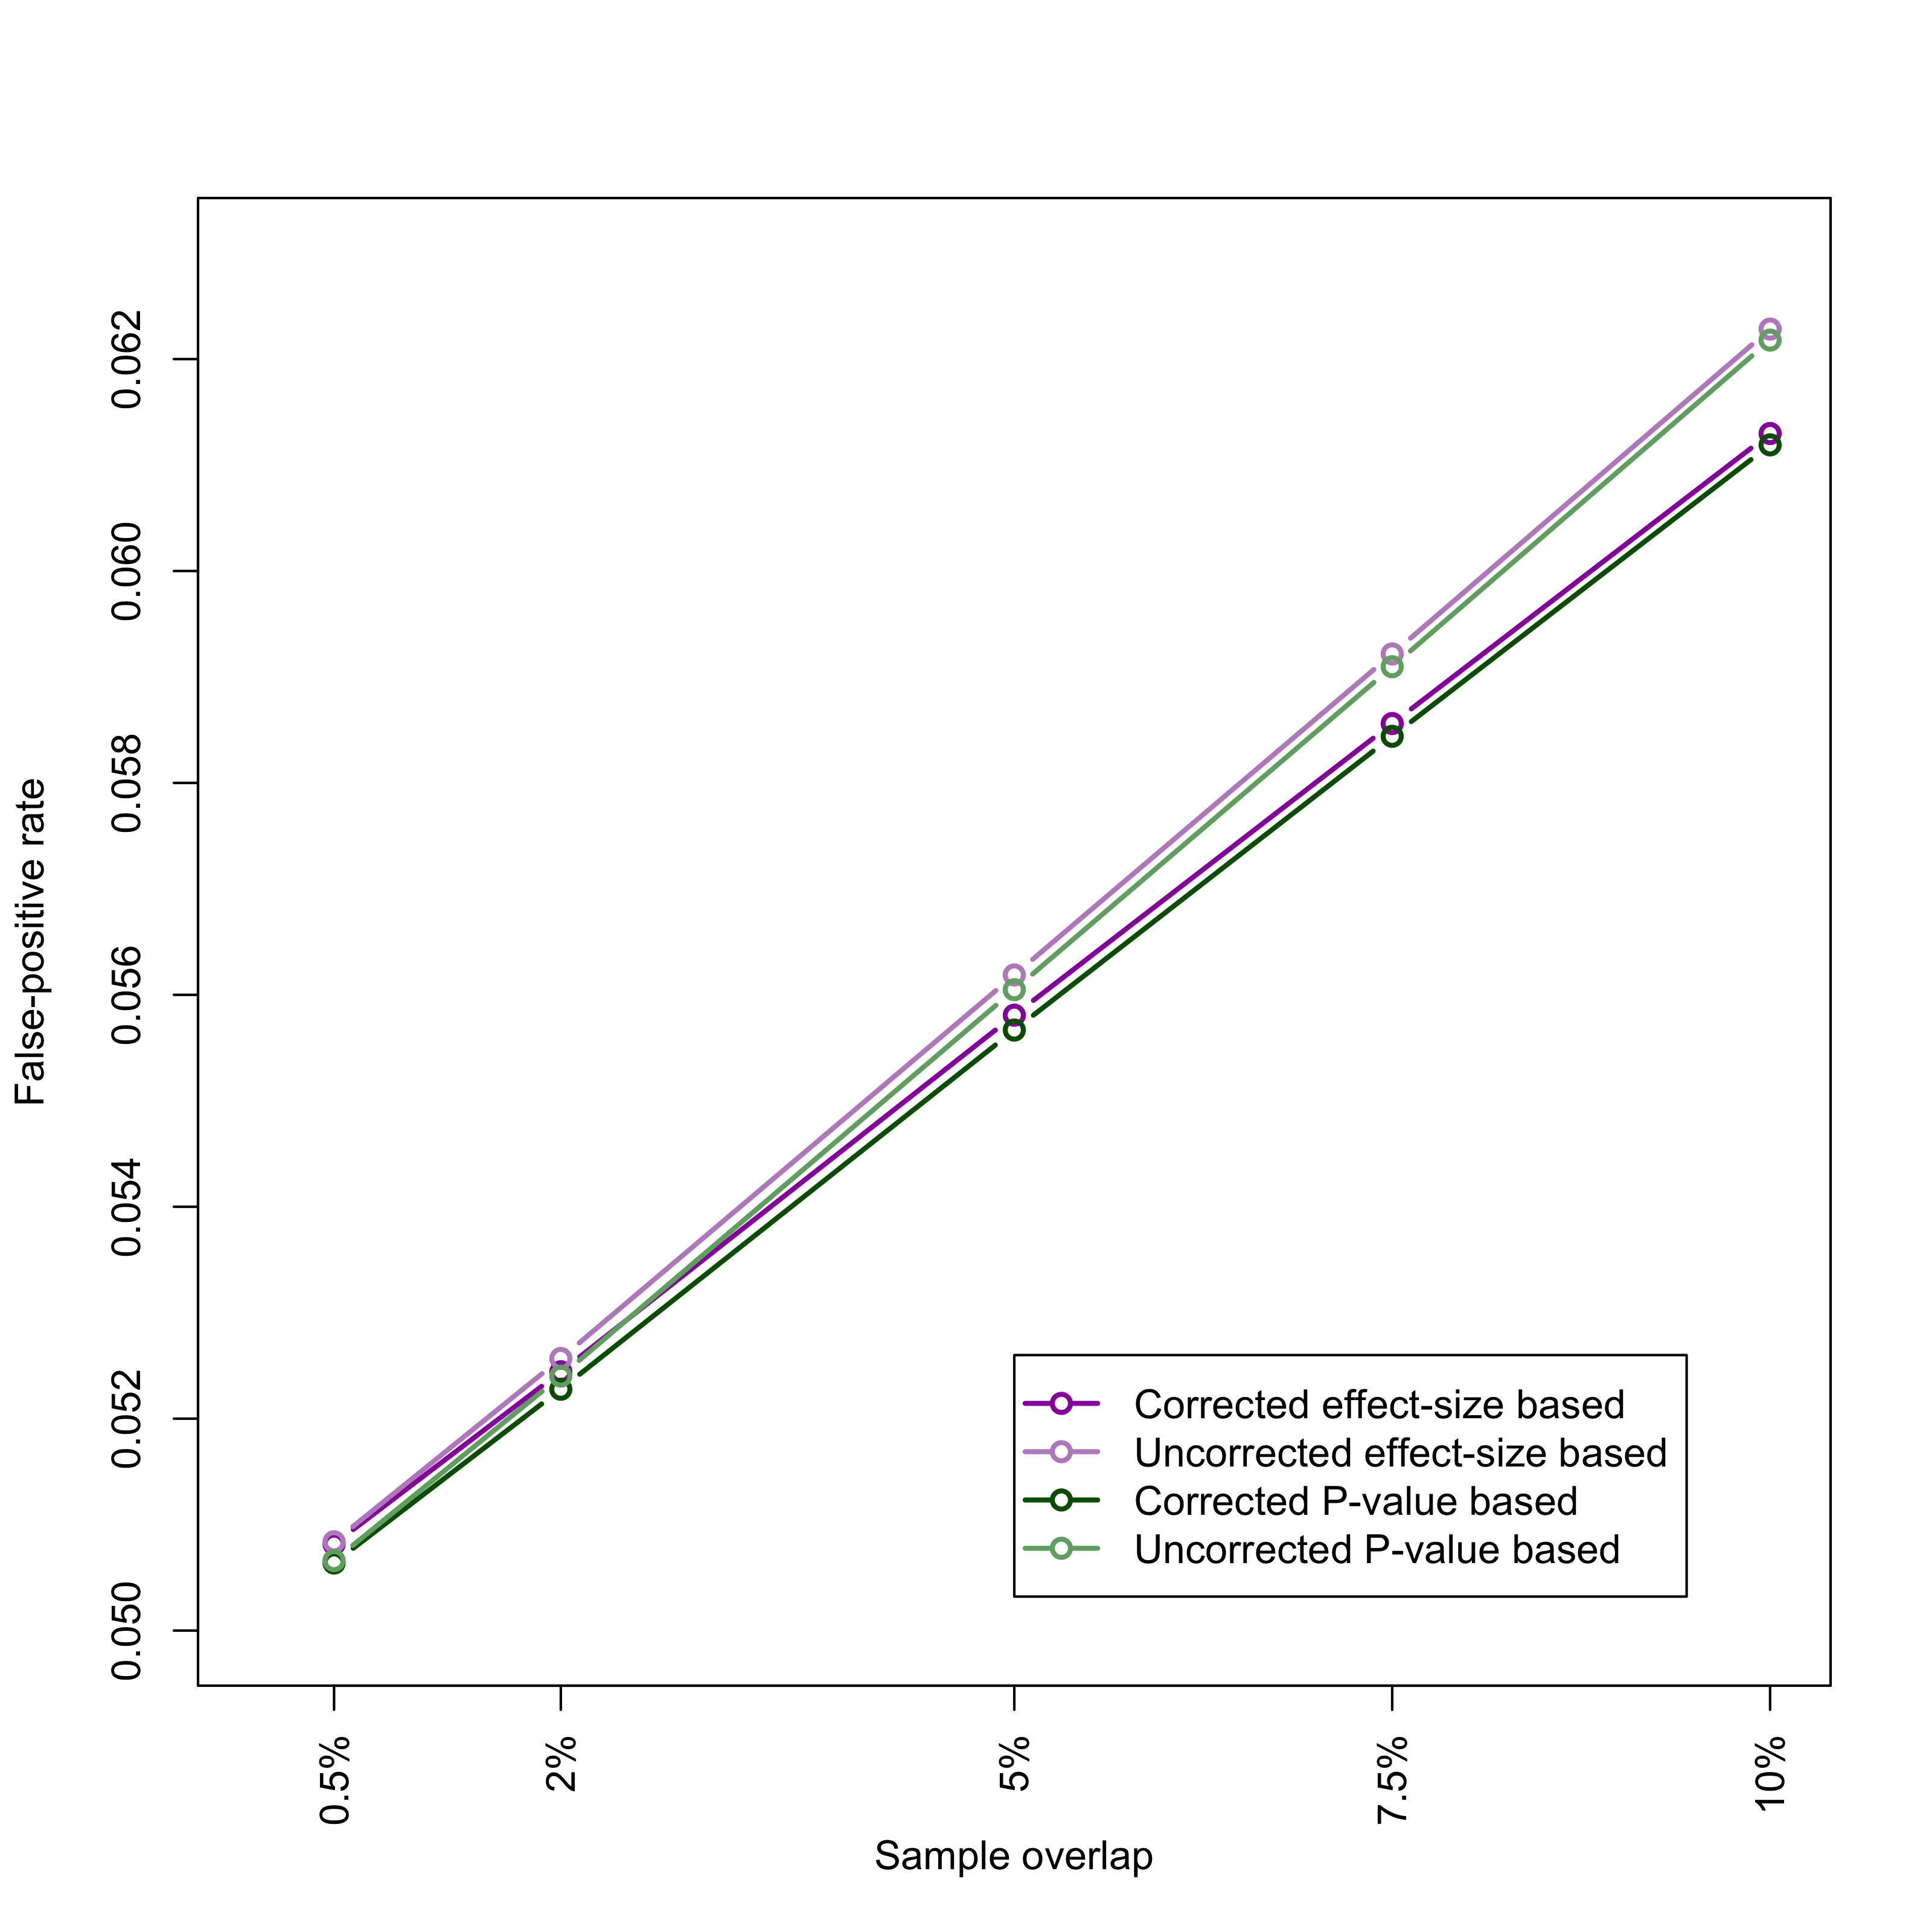 0.062
0.060
0.058
0.056
0.054
0.052
0.050
False-positive rate
Corrected effect-size based
Uncorrected effect-size based
Corrected P-value based
Uncorrected P-value based
0.5%
2%
5%
7.5%
10%
Sample overlap